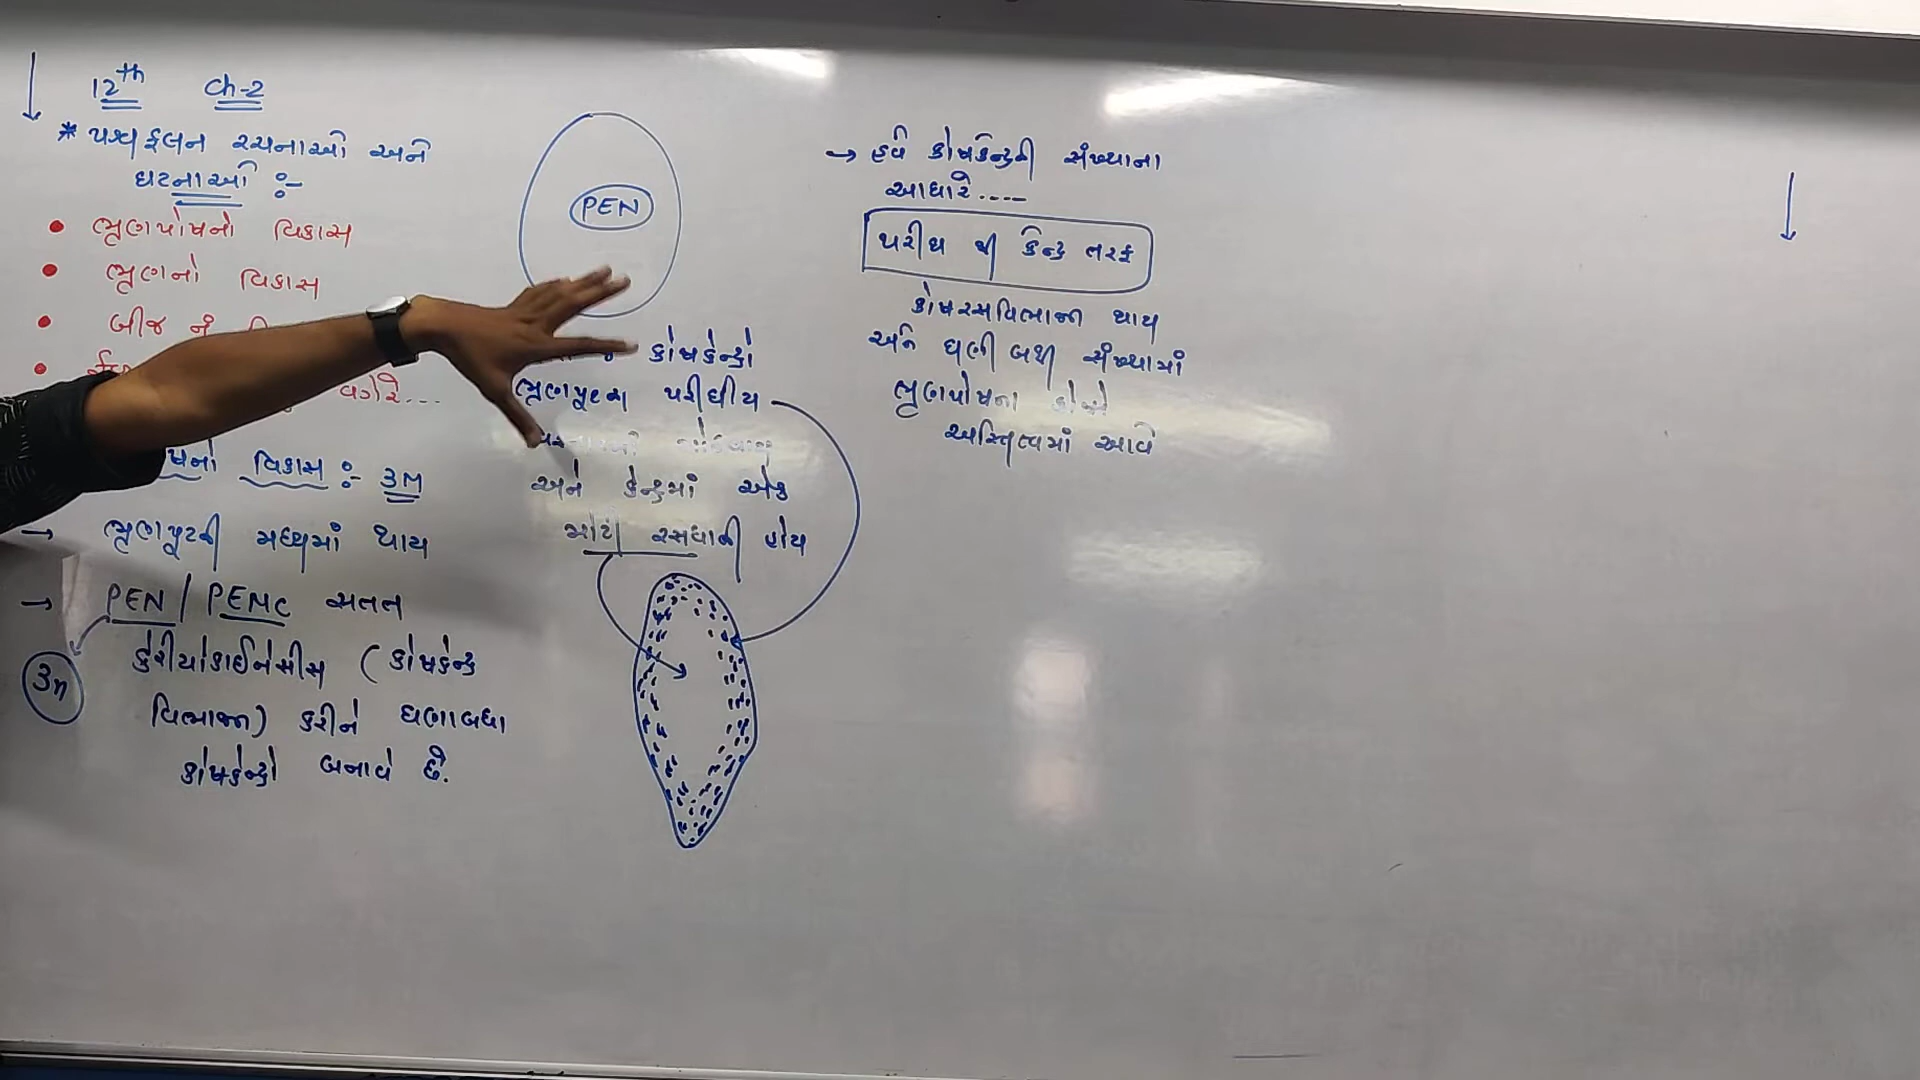 12th Ch-2
* પશ્ચફલન રચનાઓ અને
ઘટનાઓ :-
• ભ્રૂણપોષનો વિકાસ
• ભ્રૂણનો વિકાસ
• બીજ નું
વગેરે...
નો વિકાસ :- 3M
→ ભ્રૂણપૂટની મધ્યમાં થાય
→ PEN / PEMC સતત
3n
કેરીયોકાઈનેસીસ (કોષકેન્દ્ર
વિભાજન) કરીને ઘણાબધા
કોષકેન્દ્રો બનાવે છે.
PEN
કોષકેન્દ્રો
ભ્રૂણપૂટના પરીઘીય
અને કેન્દ્રમાં એક
મોટી રસધાની હોય
→ હવે કોષકેન્દ્રની સંખ્યાના
આધારે....
પરીઘ થી કેન્દ્ર તરફ
કોષરસવિભાજન થાય
અને ઘણી બધી સંખ્યામાં
ભ્રૂણપોષના કોષો
અસ્તિત્વમાં આવે